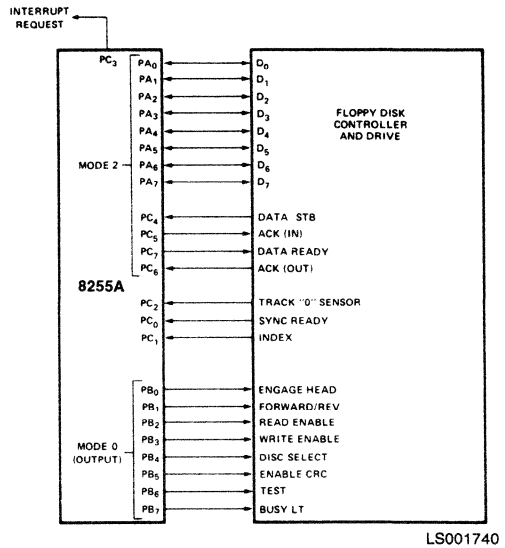 INTERRUPT
REQUEST
PC3
PA0 D0
PA1 D1
PA2 D2
PA3 D3
PA4 D4
PA5 D5
PA6 D6
PA7 D7
FLOPPY DISK
CONTROLLER
AND DRIVE
MODE 2
PC4 DATA STB
PC5 ACK (IN)
PC7 DATA READY
PC6 ACK (OUT)
8255A
PC2 TRACK "0" SENSOR
PC0 SYNC READY
PC1 INDEX
PB0 ENGAGE HEAD
PB1 FORWARD/REV
PB2 READ ENABLE
PB3 WRITE ENABLE
PB4 DISC SELECT
PB5 ENABLE CRC
PB6 TEST
PB7 BUSY LT
MODE 0
(OUTPUT)
LS001740